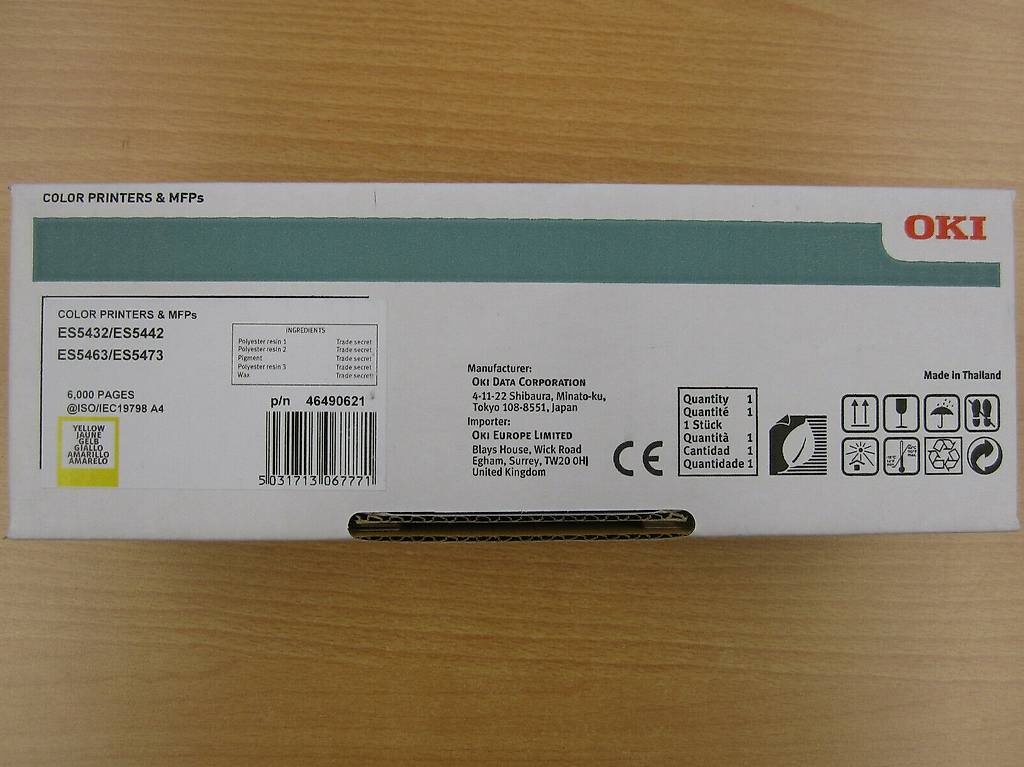 COLOR PRINTERS & MFPs
OKI
COLOR PRINTERS & MFPs
ES5432/ES5442
ES5463/ES5473
6,000 PAGES
@ISO/IEC19798 A4
YELLOW
JAUNE
GELB
GIALLO
AMARILLO
AMARELO
INGREDIENTS
Polyester resin 1 Trade secret
Polyester resin 2 Trade secret
Pigment Trade secret
Polyester resin 3 Trade secret
Wax Trade secret
p/n 46490621
5 031713 067771
Manufacturer:
OKI DATA CORPORATION
4-11-22 Shibaura, Minato-ku,
Tokyo 108-8551, Japan
Importer:
OKI EUROPE LIMITED
Blays House, Wick Road
Egham, Surrey, TW20 0HJ
United Kingdom
CE
Quantity 1
Quantité 1
1 Stück
Quantità 1
Cantidad 1
Quantidade 1
Made in Thailand